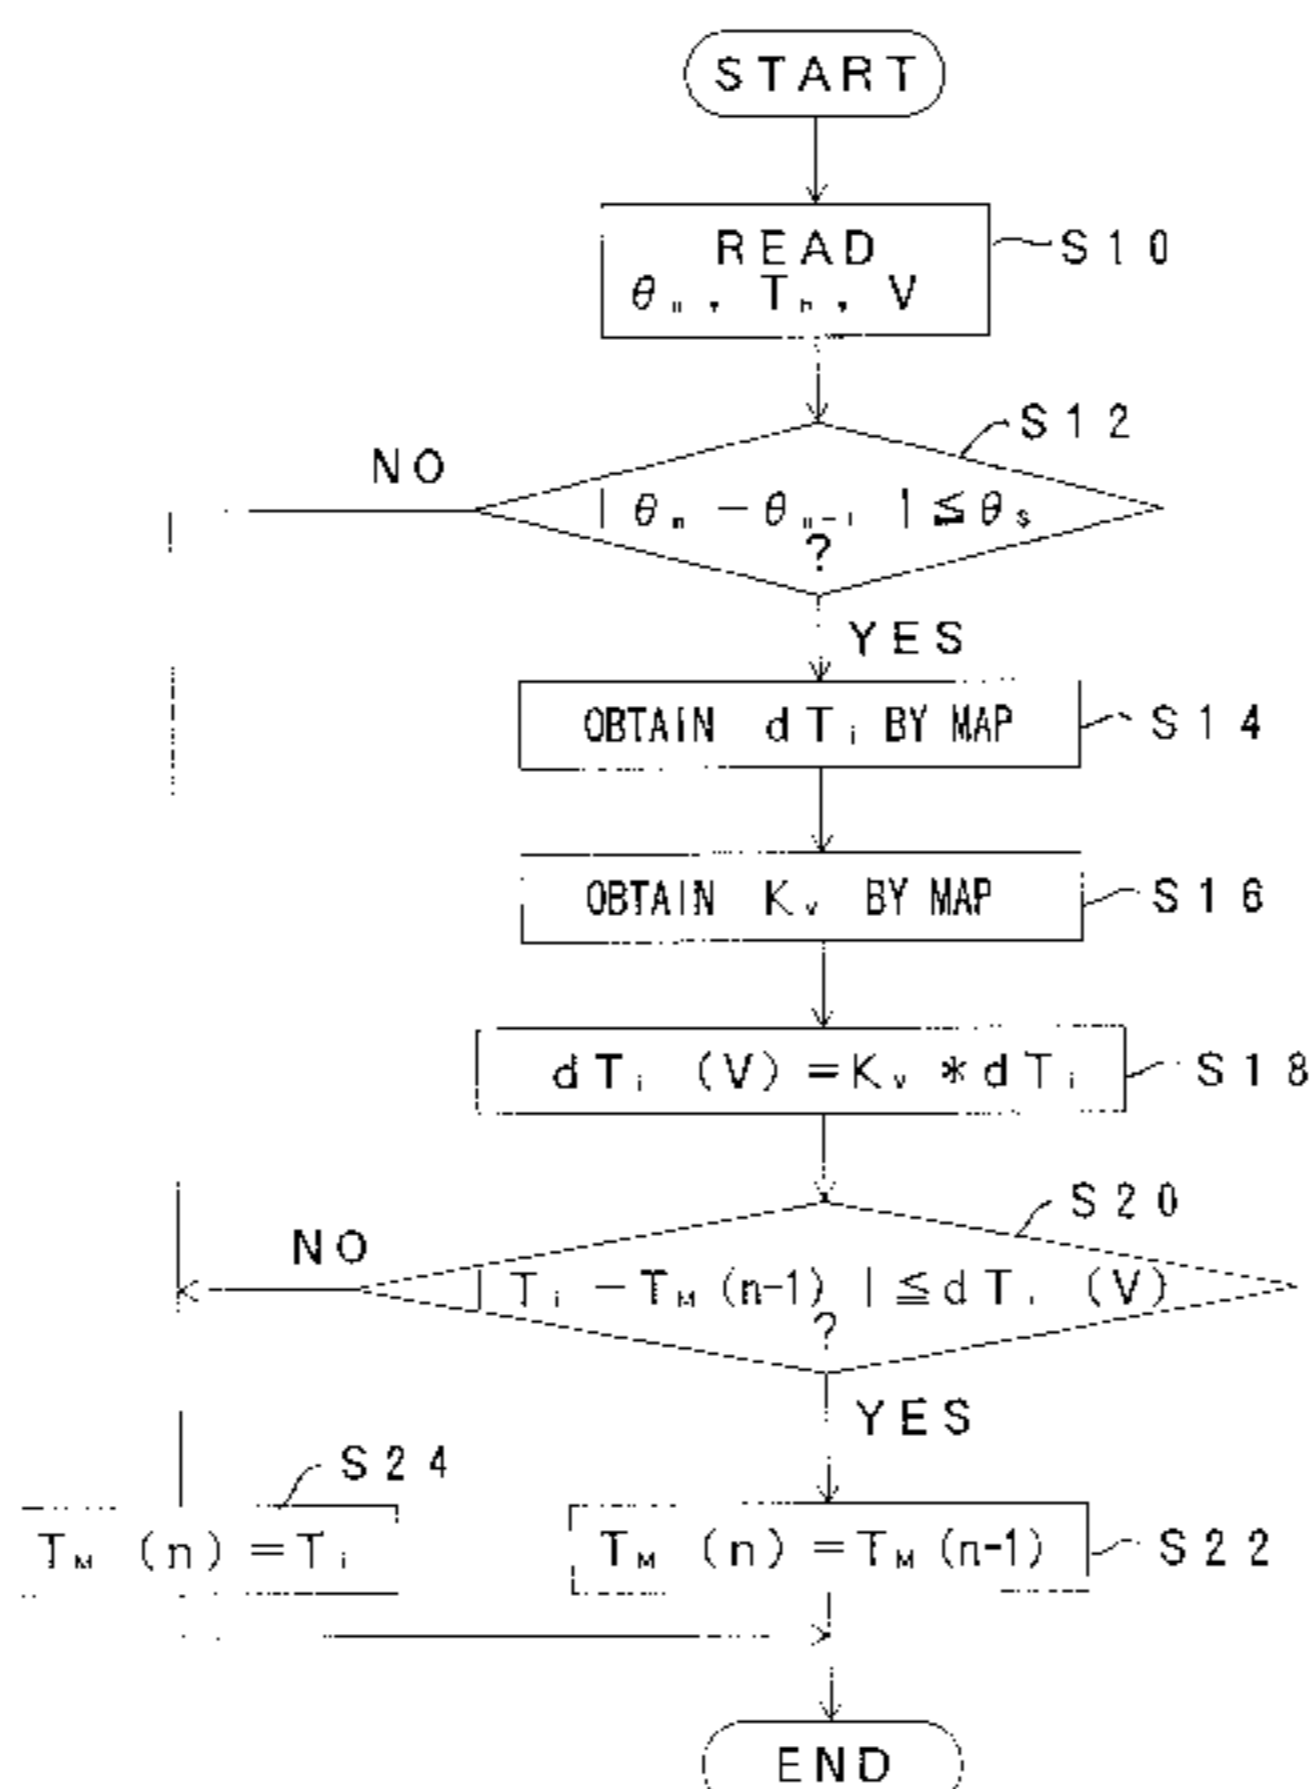 START
READ
θn, Th, V
S10
S12
NO
|θn −θn-1 |≦θs
?
YES
OBTAIN dTi BY MAP
S14
OBTAIN Kv BY MAP
S16
dTi (V)=Kv *dTi
S18
S20
NO
|Ti −TM(n-1) |≦dTi (V)
?
YES
S24
TM (n)=Ti
TM (n)=TM(n-1)
S22
END